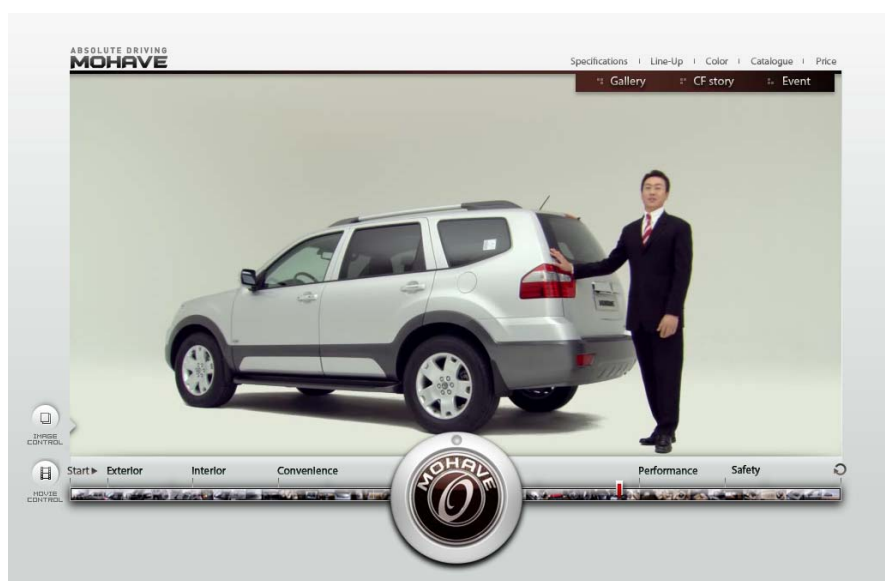 ABSOLUTE DRIVING
MOHAVE
Specifications Line-Up Color Catalogue Price
Gallery CF story Event
IMAGE
CONTROL
Start Exterior Interior Convenience Performance Safety
MOVIE
CONTROL
MOHAVE